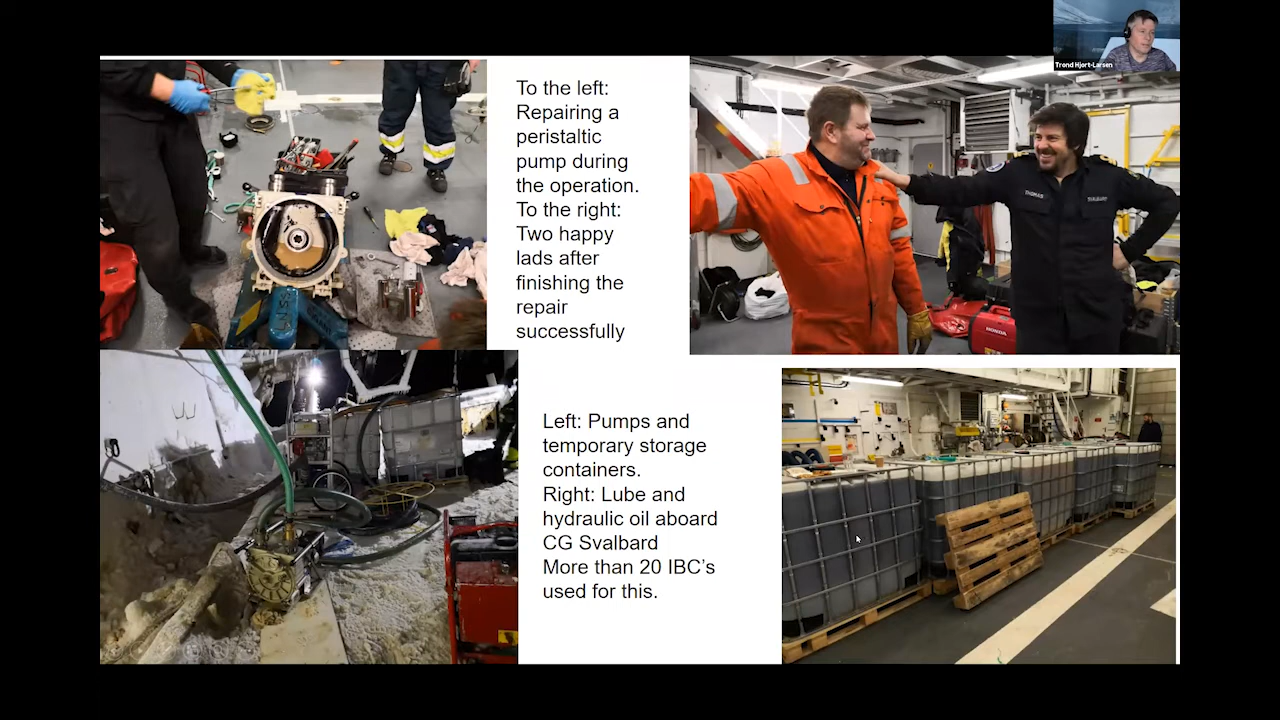 Trond Hjort-Larsen
To the left:
Repairing a
peristaltic
pump during
the operation.
To the right:
Two happy
lads after
finishing the
repair
successfully
THOMAS
HONDA
Left: Pumps and
temporary storage
containers.
Right: Lube and
hydraulic oil aboard
CG Svalbard
More than 20 IBC's
used for this.